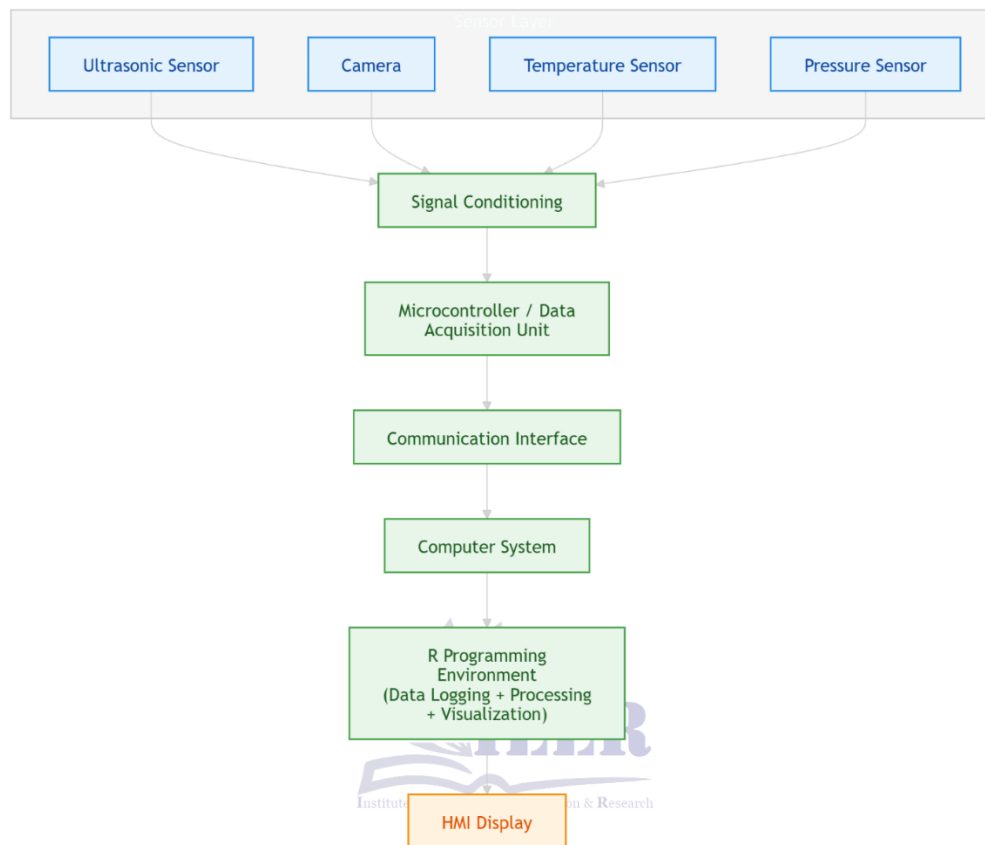 Sensor Layer
Ultrasonic Sensor
Camera
Temperature Sensor
Pressure Sensor
Signal Conditioning
Microcontroller / Data
Acquisition Unit
Communication Interface
Computer System
R Programming
Environment
(Data Logging + Processing
+ Visualization)
Institute
& Research
HMI Display